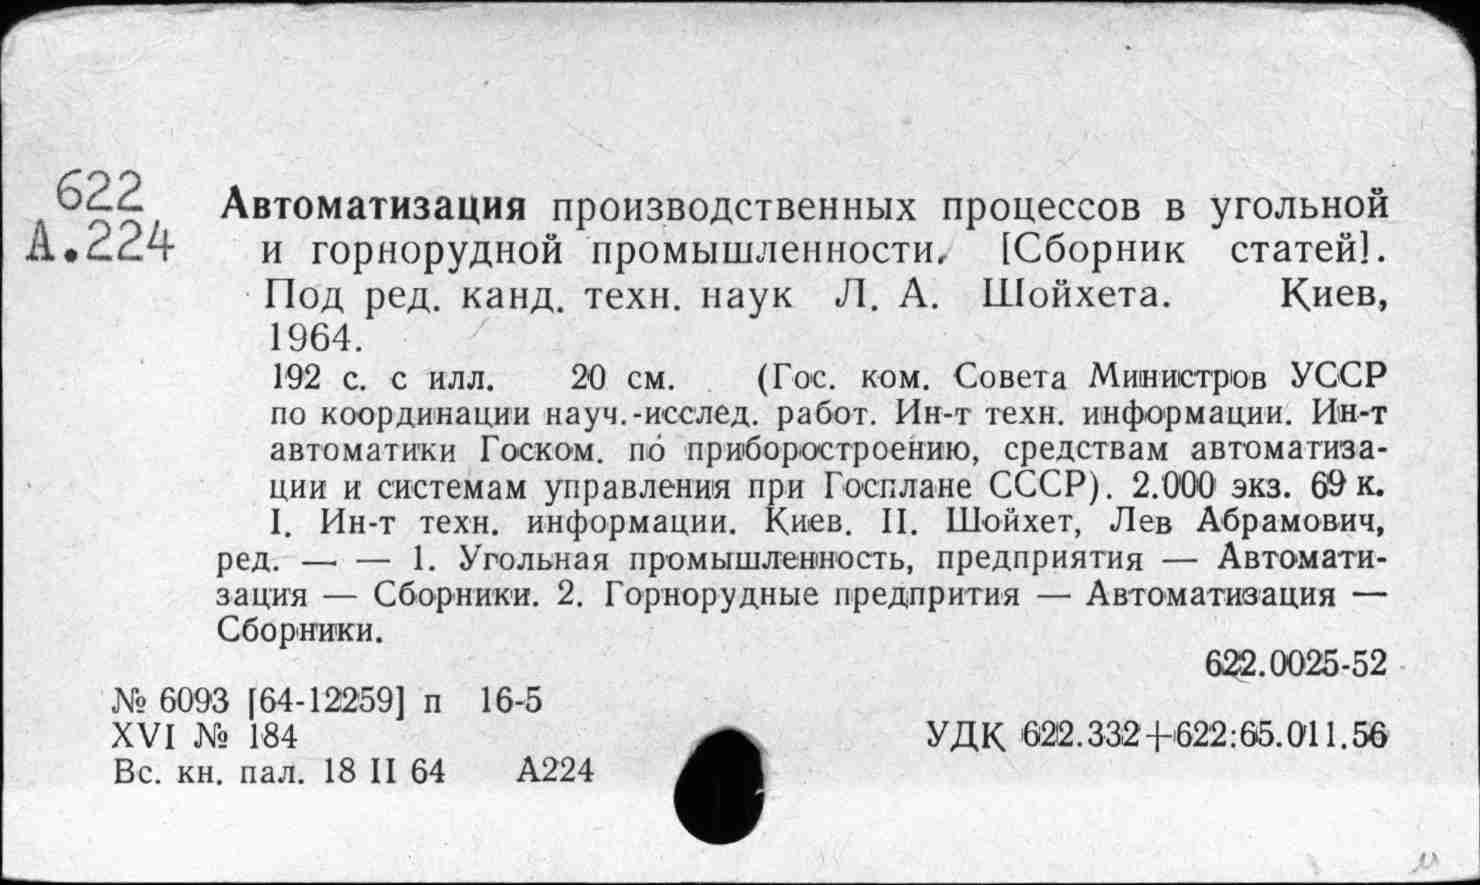 622
А.224
Автоматизация производственных процессов в угольной
и горнорудной промышленности. [Сборник статей].
Под ред. канд. техн. наук Л. А. Шойхета. Киев,
1964.
192 с. с илл. 20 см. (Гос. ком. Совета Министров УССР
по координации науч.-исслед. работ. Ин-т техн. информации. Ин-т
автоматики Госком. по приборостроению, средствам автоматиза-
ции и системам управления при Госплане СССР). 2.000 экз. 69 к.
I. Ин-т техн. информации. Киев. II. Шойхет, Лев Абрамович,
ред. — — 1. Угольная промышленность, предприятия — Автомати-
зация — Сборники. 2. Горнорудные предпрития — Автоматизация —
Сборники.
622.0025-52
№ 6093 [64-12259] п 16-5
XVI № 184
УДК 622.332+622:65.011.56
Вс. кн. пал. 18 II 64 А224